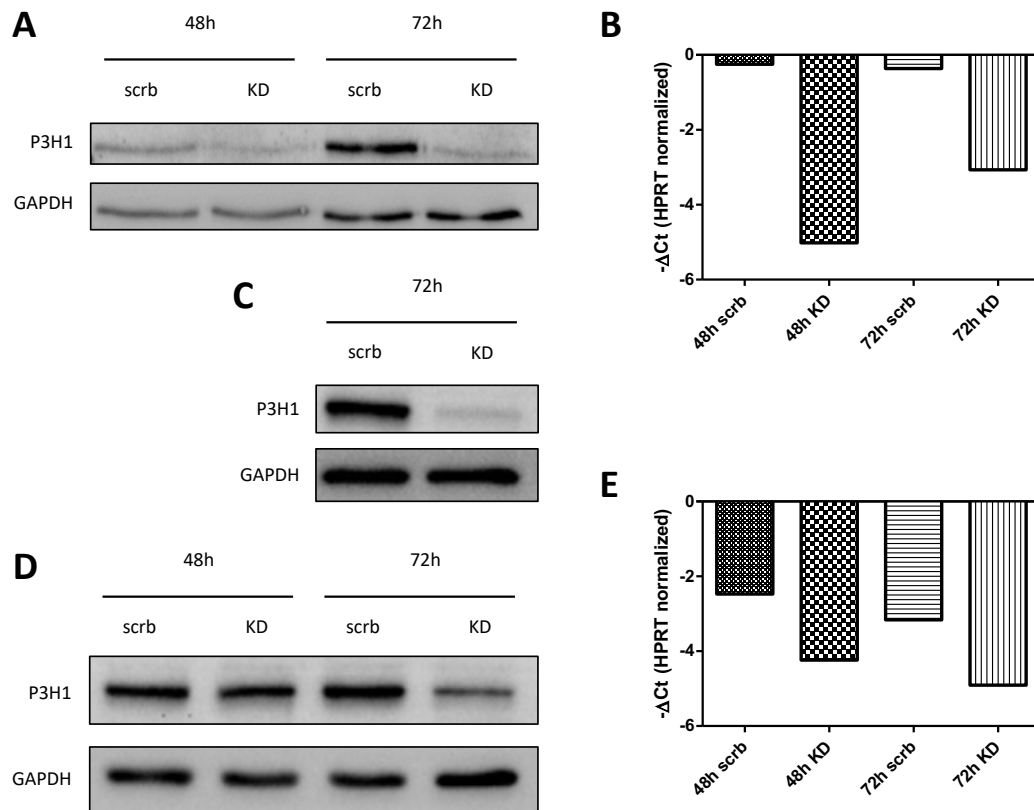 A
48h 72h
scrb KD scrb KD
P3H1
GAPDH
B
0
-2
-4
-6
-ΔCt (HPRT normalized)
48h scrb
48h KD
72h scrb
72h KD
C
72h
scrb KD
P3H1
GAPDH
D
48h 72h
scrb KD scrb KD
P3H1
GAPDH
E
0
-2
-4
-6
-ΔCt (HPRT normalized)
48h scrb
48h KD
72h scrb
72h KD